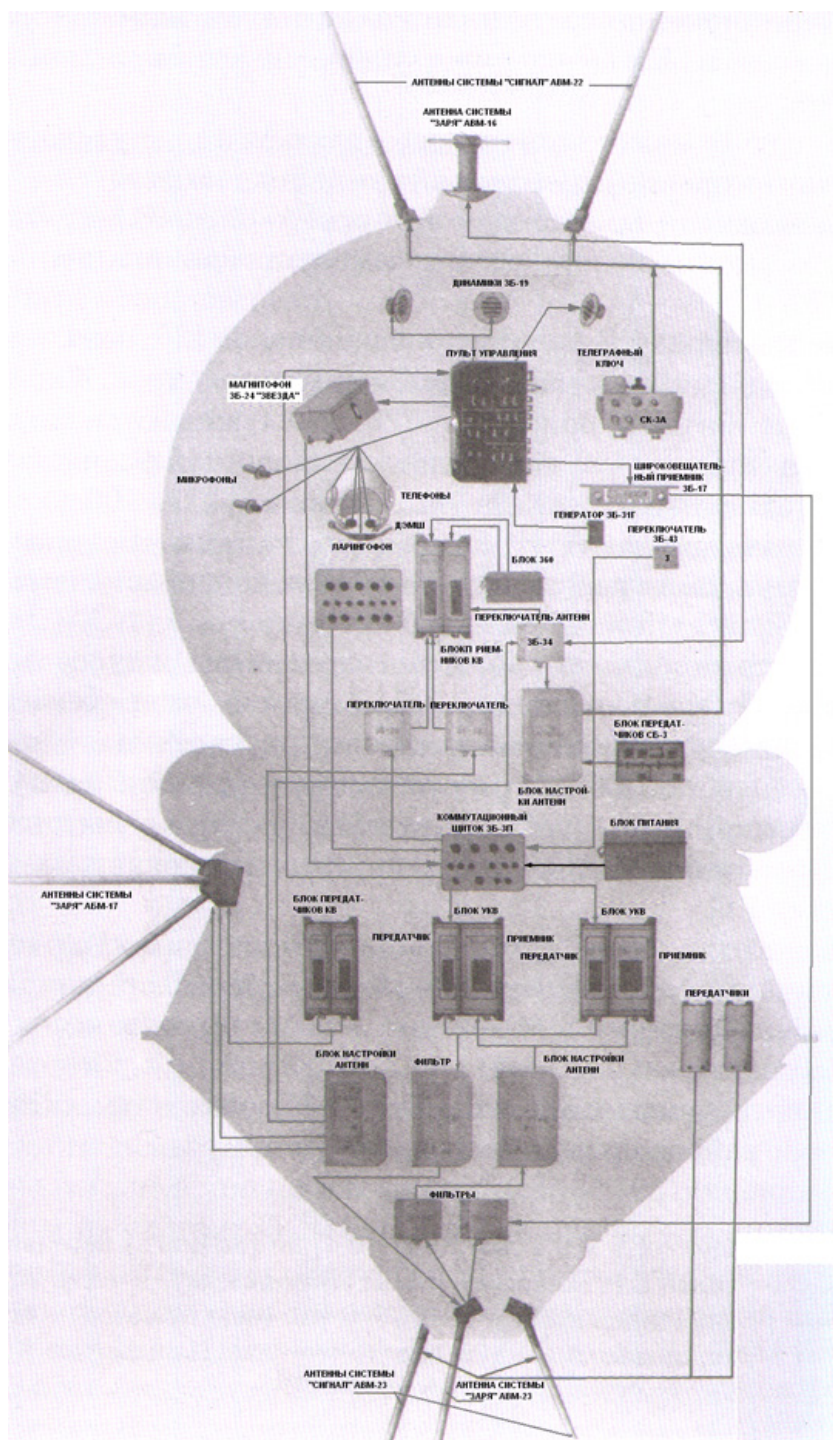 АНТЕННЫ СИСТЕМЫ "СИГНАЛ" АВМ-22
АНТЕННА СИСТЕМЫ
"ЗАРЯ" АВМ-16
ДИНАМИКИ ЗБ-19
ПУЛЬТ УПРАВЛЕНИЯ
ТЕЛЕГРАФНЫЙ
КЛЮЧ
МАГНИТОФОН
ЗБ-24 "ЗВЕЗДА"
СК-3А
ШИРОКОВЕЩАТЕЛЬ-
НЫЙ ПРИЕМНИК
ЗБ-17
МИКРОФОНЫ
ТЕЛЕФОНЫ
ГЕНЕРАТОР ЗБ-31Г
ДЭМШ
ПЕРЕКЛЮЧАТЕЛЬ
ЗБ-43
ЛАРИНГОФОН
БЛОК 360
ПЕРЕКЛЮЧАТЕЛЬ АНТЕНН
ЗБ-34
БЛОКП РИЕМ-
НИКОВ КВ
ПЕРЕКЛЮЧАТЕЛЬ
ПЕРЕКЛЮЧАТЕЛЬ
БЛОК ПЕРЕДАТ-
ЧИКОВ СБ-3
БЛОК НАСТРОЙ-
КИ АНТЕНН
КОММУТАЦИОННЫЙ
ЩИТОК ЗБ-3П
БЛОК ПИТАНИЯ
АНТЕННЫ СИСТЕМЫ
"ЗАРЯ" АБМ-17
БЛОК ПЕРЕДАТ-
ЧИКОВ КВ
БЛОК УКВ
БЛОК УКВ
ПЕРЕДАТЧИК
ПРИЕМНИК
ПЕРЕДАТЧИК
ПРИЕМНИК
ПЕРЕДАТЧИКИ
БЛОК НАСТРОЙКИ
АНТЕНН
ФИЛЬТР
БЛОК НАСТРОЙКИ
АНТЕНН
ФИЛЬТРЫ
АНТЕННЫ СИСТЕМЫ
"СИГНАЛ" АВМ-23
АНТЕННА СИСТЕМЫ
"ЗАРЯ" АВМ-23